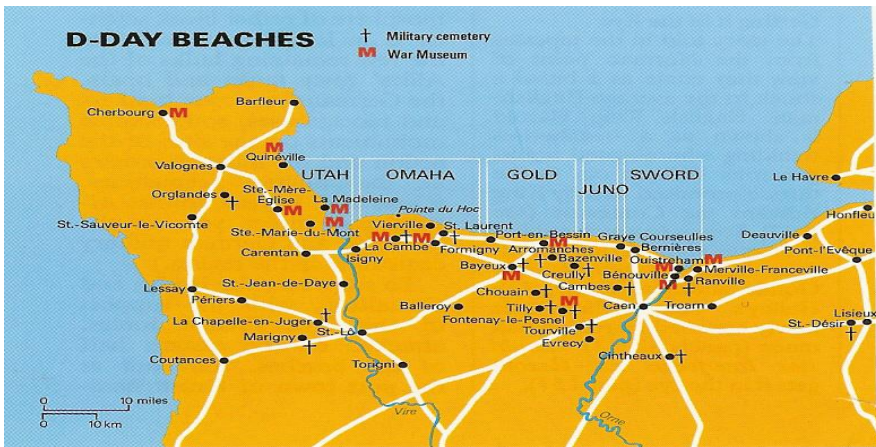 D-DAY BEACHES
† Military cemetery
M War Museum
Cherbourg M
Barfleur
M
Quinéville
Valognes
UTAH
OMAHA
GOLD
JUNO
SWORD
Le Havre
Orglandes
Ste.-Mère-
Eglise M
La Madeleine
M
M
Pointe du Hoc
St.-Sauveur-le-Vicomte
Ste.-Marie-du-Mont
Vierville
St. Laurent
Honfleu
M
M
La Cambe
Formigny
Port-en-Bessin
Graye Courseulles
Deauville
Isigny
Arromanches
M
Bernières
Pont-l'Evêque
Carentan
Bayeux
M
Bazenville
Creully
Ouistreham
M
M
Merville-Franceville
Bénouville
M
Ranville
Lessay
St.-Jean-de-Daye
Chouain
Cambes
Périers
Balleroy
Tilly
M
Caen
Troarn
Lisieux
La Chapelle-en-Juger
Fontenay-le-Pesnel
St.-Désir
Marigny
St.-Lô
Tourville
Evrecy
Coutances
Torigni
Cintheaux
0 10 miles
0 10 km
Vire
Orne